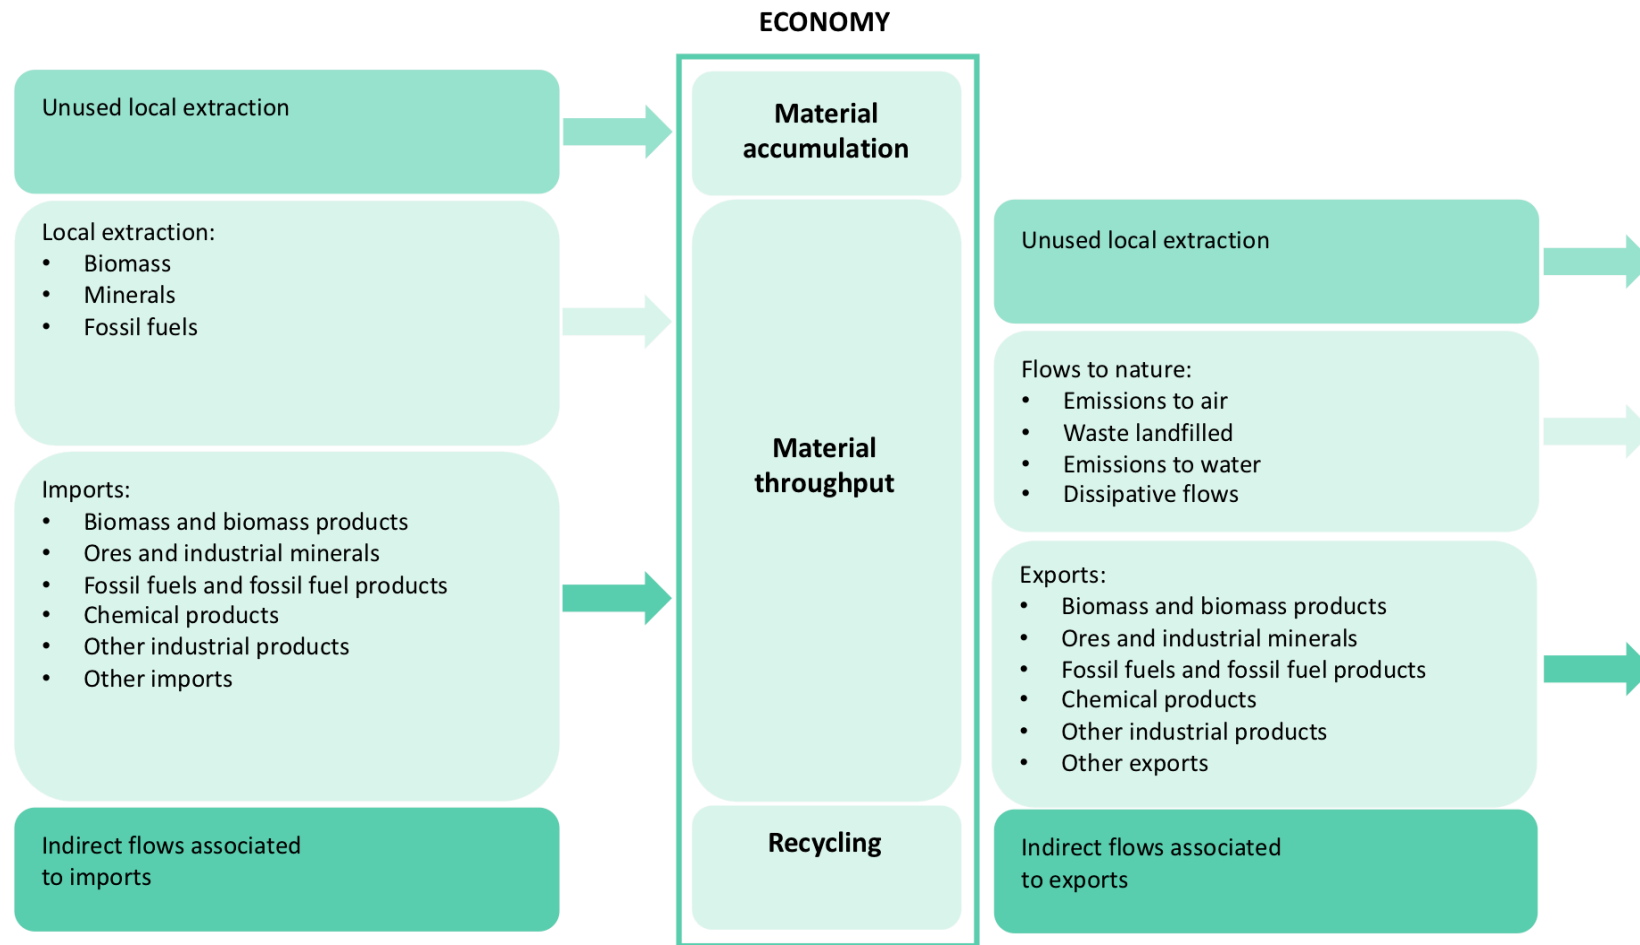 ECONOMY
Unused local extraction
Local extraction:
• Biomass
• Minerals
• Fossil fuels
Imports:
• Biomass and biomass products
• Ores and industrial minerals
• Fossil fuels and fossil fuel products
• Chemical products
• Other industrial products
• Other imports
Indirect flows associated
to imports
Material
accumulation
Material
throughput
Recycling
Unused local extraction
Flows to nature:
• Emissions to air
• Waste landfilled
• Emissions to water
• Dissipative flows
Exports:
• Biomass and biomass products
• Ores and industrial minerals
• Fossil fuels and fossil fuel products
• Chemical products
• Other industrial products
• Other exports
Indirect flows associated
to exports